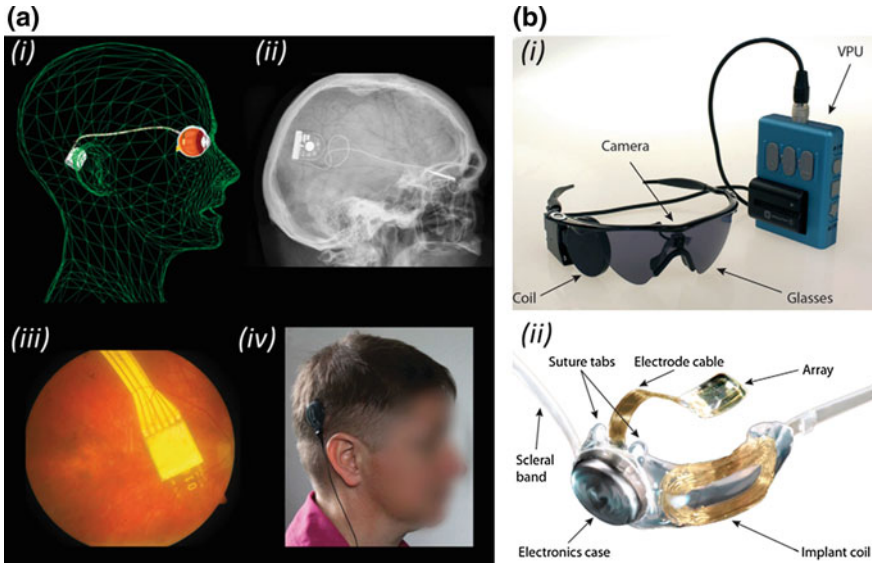 (a)
(i)
(ii)
(iii)
(iv)
(b)
(i)
VPU
Camera
Coil
Glasses
(ii)
Suture tabs
Electrode cable
Array
Scleral
band
Electronics case
Implant coil